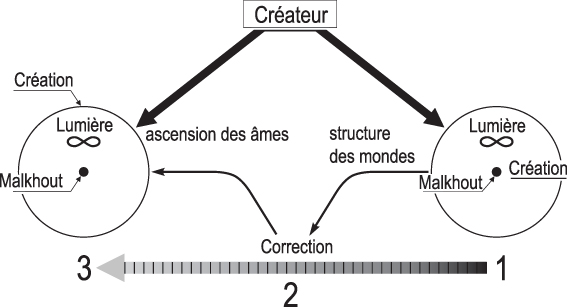 Créateur
Création
Lumière
∞
Malkhout
ascension des âmes
structure
des mondes
Lumière
∞
Création
Malkhout
Correction
3
1
2